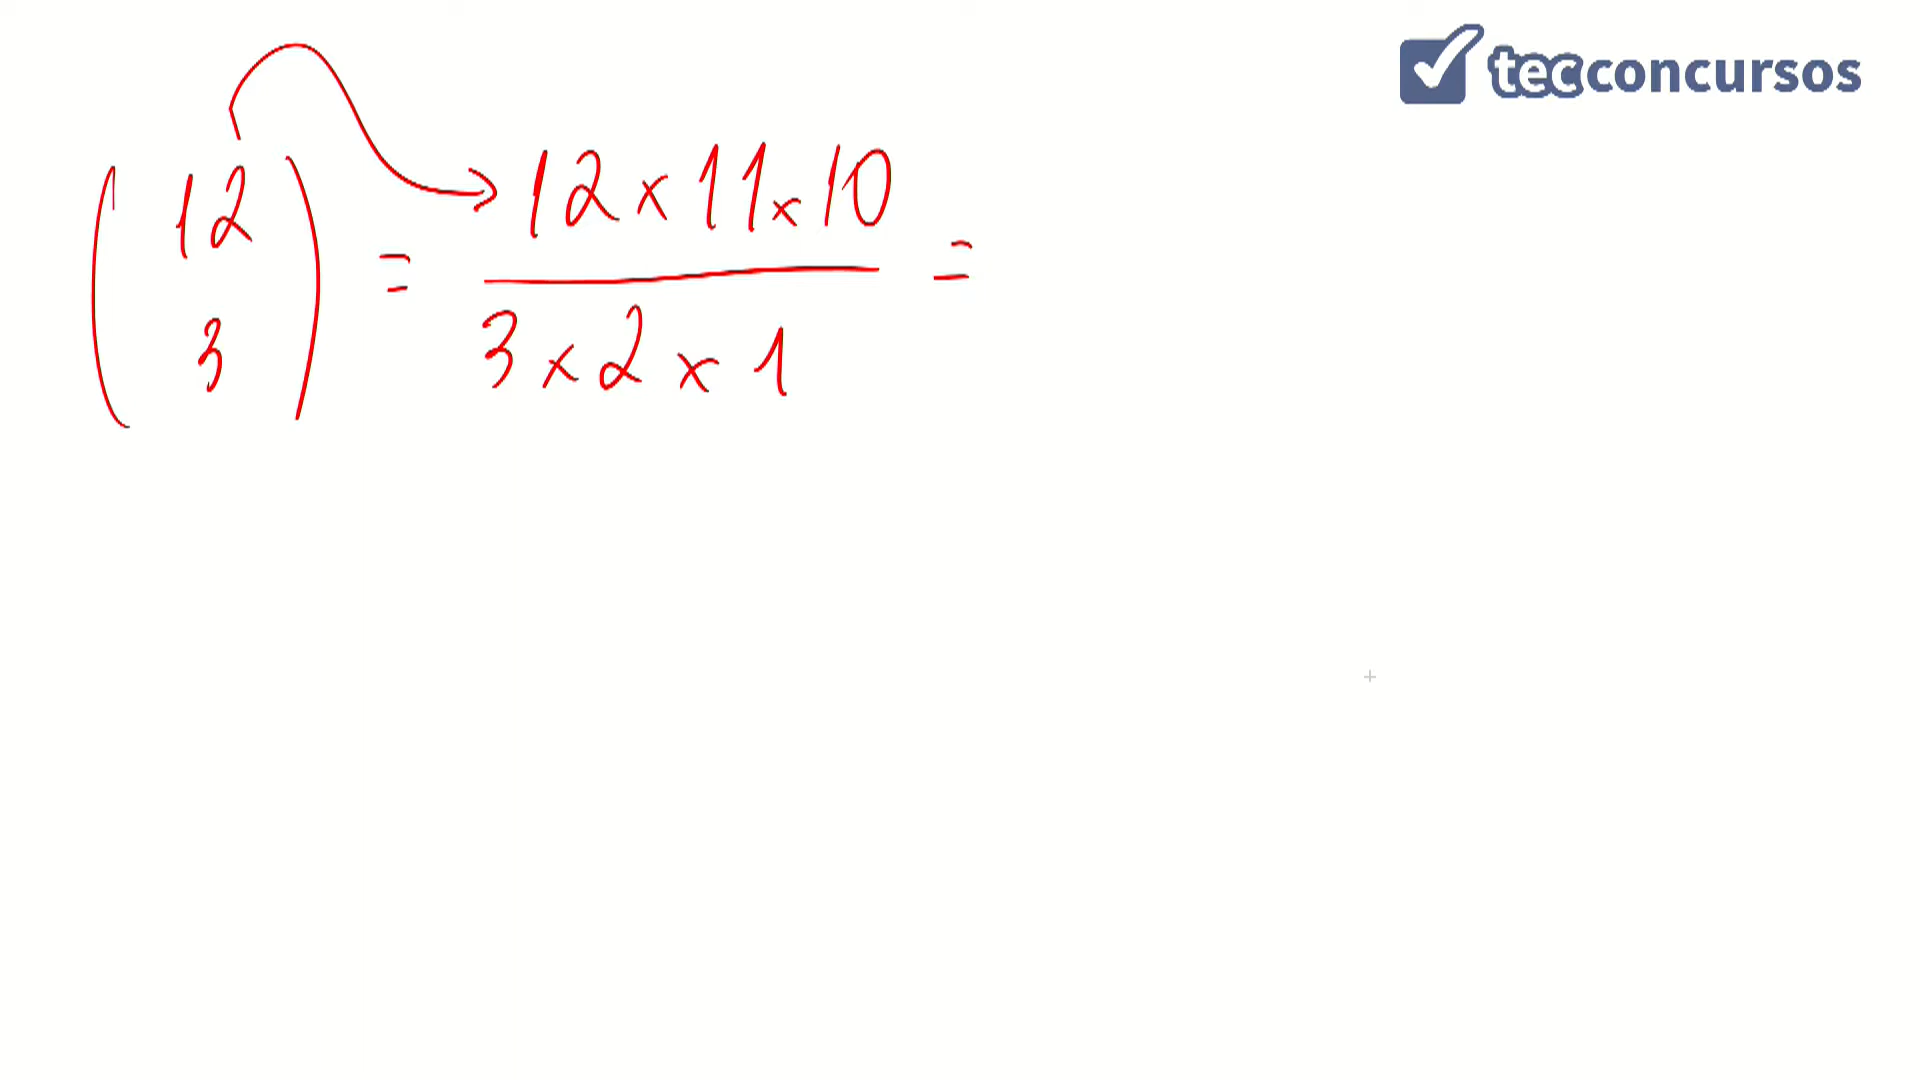 tecconcursos
(12 3) = 12 x 11 x 10 / 3 x 2 x 1 =